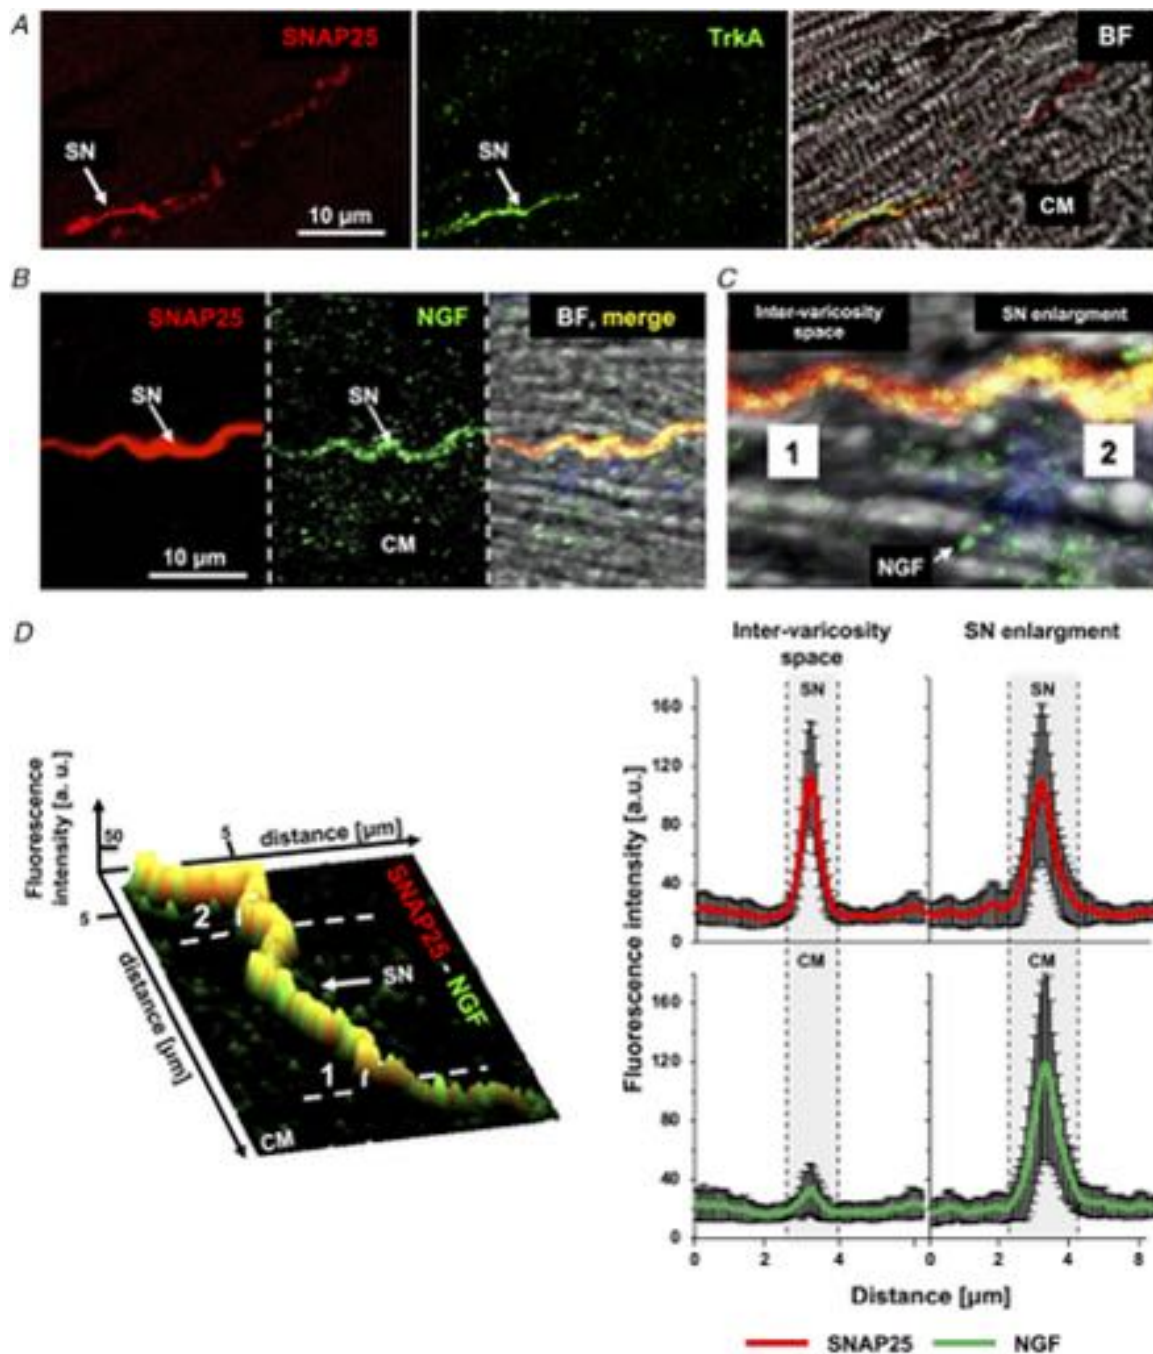 A
SNAP25
TrkA
BF
SN
SN
10 µm
CM
B
C
SNAP25
NGF
BF, merge
Inter-varicosity
space
SN enlargment
SN
SN
1
2
10 µm
CM
NGF
D
Inter-varicosity
space
SN enlargment
SN
SN
160
120
80
40
0
Fluorescence
intensity [a. u.]
50
5
distance [µm]
5
distance [µm]
SNAP25 - NGF
2
SN
1
CM
Fluorescence intensity [a.u.]
CM
CM
160
120
80
40
0
0 2 4 0 2 4 8
Distance [µm]
SNAP25 NGF